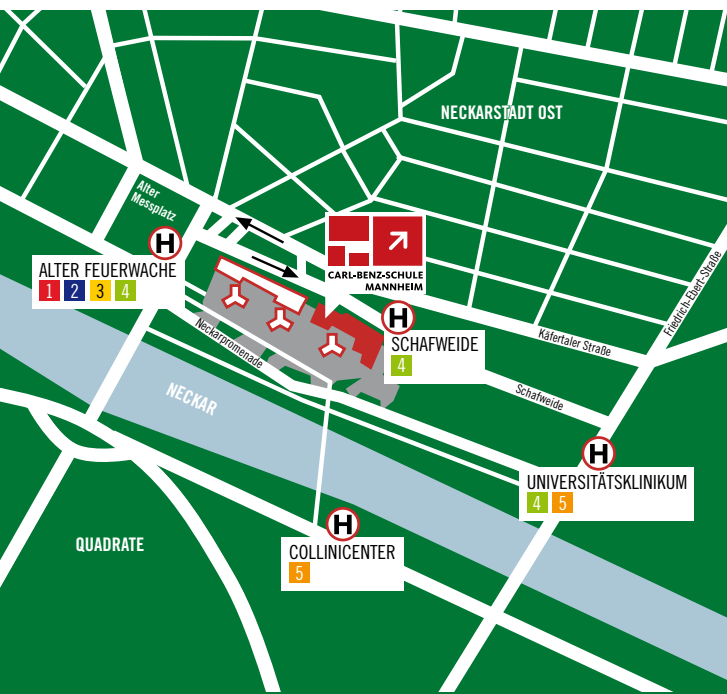 NECKARSTADT OST
Alter
Messplatz
H
ALTER FEUERWACHE
1 2 3 4
CARL-BENZ-SCHULE
MANNHEIM
Friedrich-Ebert-Straße
H
SCHAFWEIDE
4
Käfertaler Straße
Neckarpromenade
Schafweide
NECKAR
H
UNIVERSITÄTSKLINIKUM
4 5
H
COLLINICENTER
5
QUADRATE